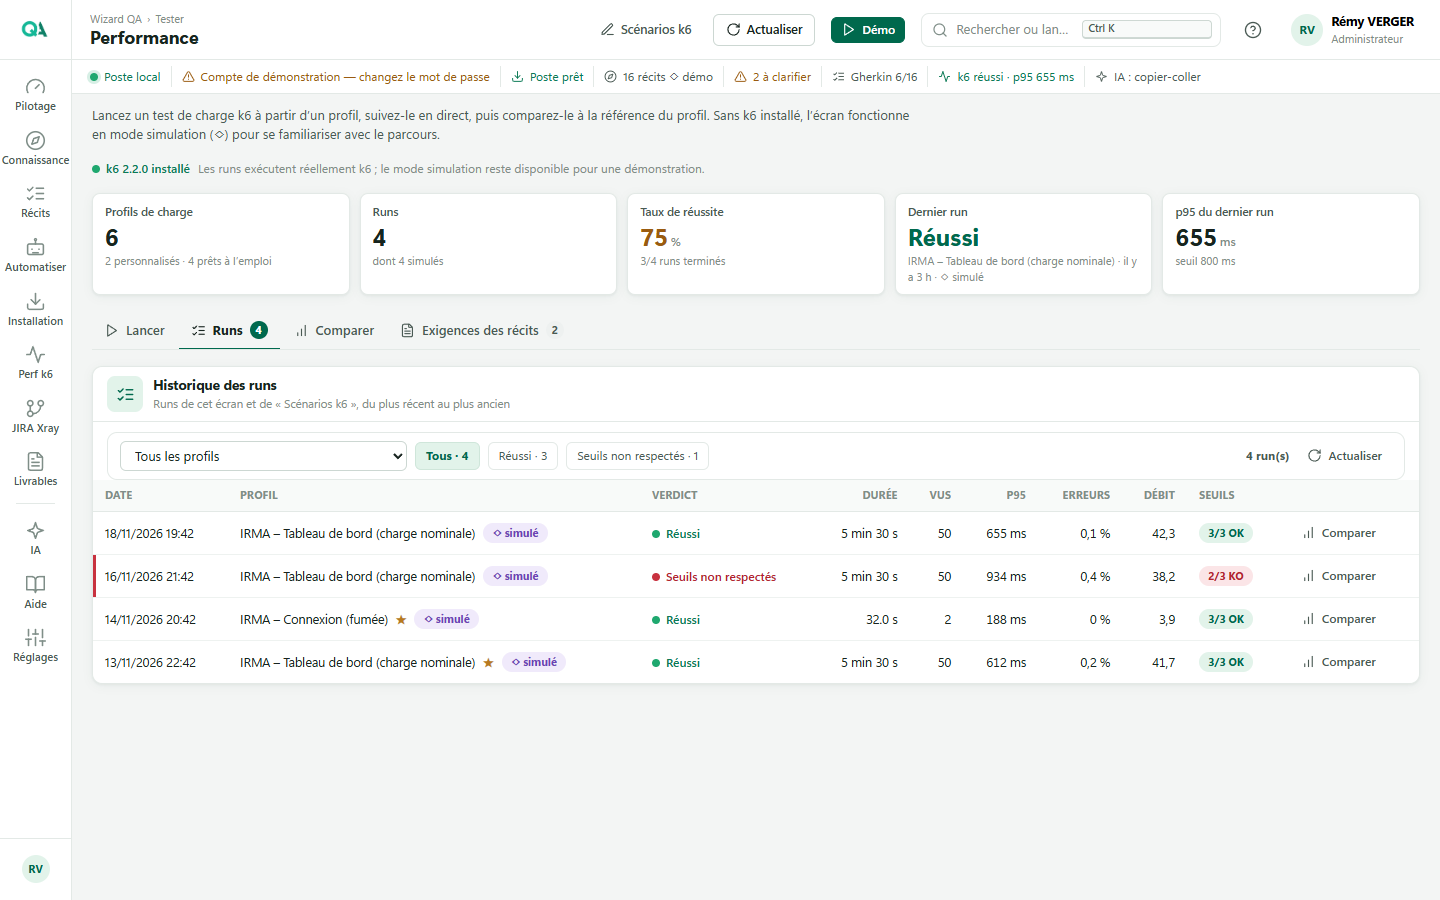 QA
Wizard QA › Tester
Performance
Scénarios k6
Actualiser
Démo
Rechercher ou lan...
Ctrl K
RV
Rémy VERGER
Administrateur
Poste local
Compte de démonstration — changez le mot de passe
Poste prêt
16 récits ◇ démo
2 à clarifier
Gherkin 6/16
k6 réussi · p95 655 ms
IA : copier-coller
Pilotage
Connaissance
Récits
Automatiser
Installation
Perf k6
JIRA Xray
Livrables
IA
Aide
Réglages
RV
Lancez un test de charge k6 à partir d’un profil, suivez-le en direct, puis comparez-le à la référence du profil. Sans k6 installé, l’écran fonctionne
en mode simulation (◇) pour se familiariser avec le parcours.
k6 2.2.0 installé Les runs exécutent réellement k6 ; le mode simulation reste disponible pour une démonstration.
Profils de charge
6
2 personnalisés · 4 prêts à l’emploi
Runs
4
dont 4 simulés
Taux de réussite
75 %
3/4 runs terminés
Dernier run
Réussi
IRMA – Tableau de bord (charge nominale) · il y
a 3 h · ◇ simulé
p95 du dernier run
655 ms
seuil 800 ms
Lancer
Runs 4
Comparer
Exigences des récits 2
Historique des runs
Runs de cet écran et de « Scénarios k6 », du plus récent au plus ancien
Tous les profils
Tous · 4
Réussi · 3
Seuils non respectés · 1
4 run(s)
Actualiser
DATE PROFIL VERDICT DURÉE VUS P95 ERREURS DÉBIT SEUILS
18/11/2026 19:42 IRMA – Tableau de bord (charge nominale) ◇ simulé Réussi 5 min 30 s 50 655 ms 0,1 % 42,3 3/3 OK Comparer
16/11/2026 21:42 IRMA – Tableau de bord (charge nominale) ◇ simulé Seuils non respectés 5 min 30 s 50 934 ms 0,4 % 38,2 2/3 KO Comparer
14/11/2026 20:42 IRMA – Connexion (fumée) ★ ◇ simulé Réussi 32.0 s 2 188 ms 0 % 3,9 3/3 OK Comparer
13/11/2026 22:42 IRMA – Tableau de bord (charge nominale) ★ ◇ simulé Réussi 5 min 30 s 50 612 ms 0,2 % 41,7 3/3 OK Comparer